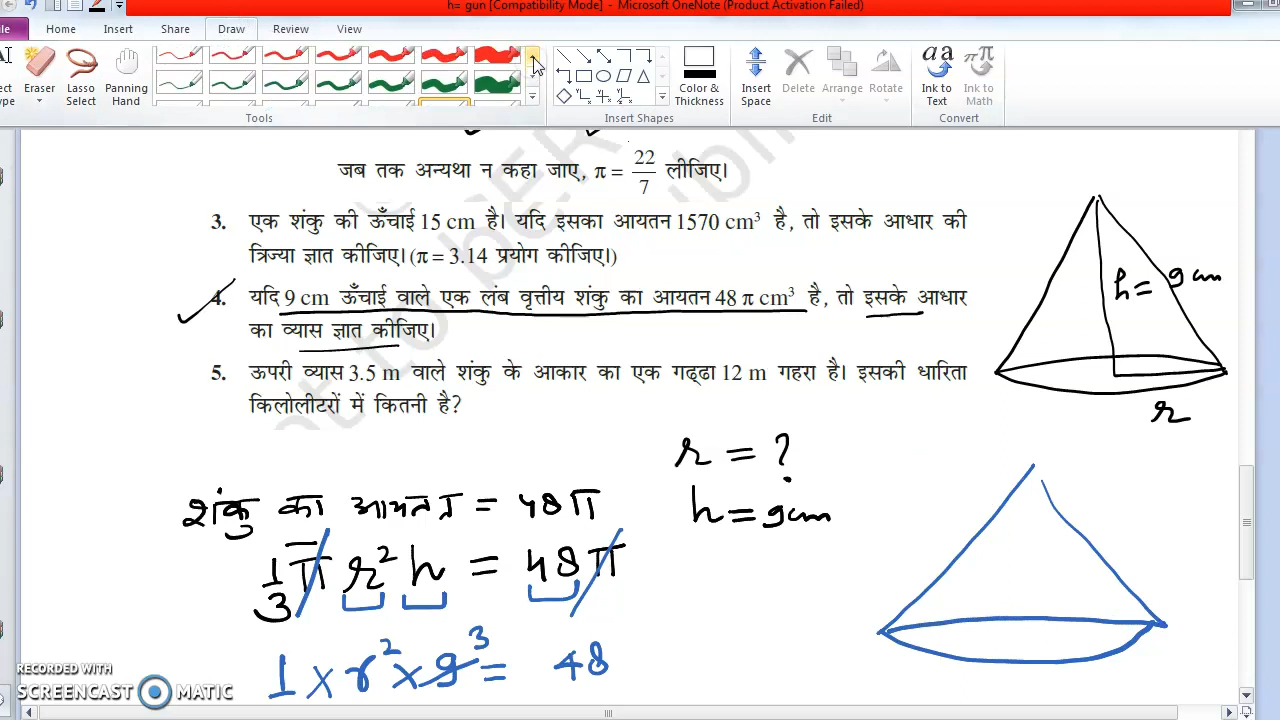 h= gun [Compatibility Mode] - Microsoft OneNote (Product Activation Failed)
Home Insert Share Draw Review View
Eraser Lasso Select Panning Hand Color & Thickness Insert Space Delete Arrange Rotate Ink to Text Ink to Math
Tools Insert Shapes Edit Convert
जब तक अन्यथा न कहा जाए, π = 22/7 लीजिए।
3. एक शंकु की ऊँचाई 15 cm है। यदि इसका आयतन 1570 cm³ है, तो इसके आधार की
त्रिज्या ज्ञात कीजिए। (π = 3.14 प्रयोग कीजिए।)
4. यदि 9 cm ऊँचाई वाले एक लंब वृत्तीय शंकु का आयतन 48 π cm³ है, तो इसके आधार
का व्यास ज्ञात कीजिए।
5. ऊपरी व्यास 3.5 m वाले शंकु के आकार का एक गढ्ढा 12 m गहरा है। इसकी धारिता
किलोलीटरों में कितनी है?
h= 9 cm
r
r = ?
h = 9cm
शंकु का आयतन = 48π
1/3 π r² h = 48 π
1 × r² × 9 3 = 48
RECORDED WITH
SCREENCAST MATIC